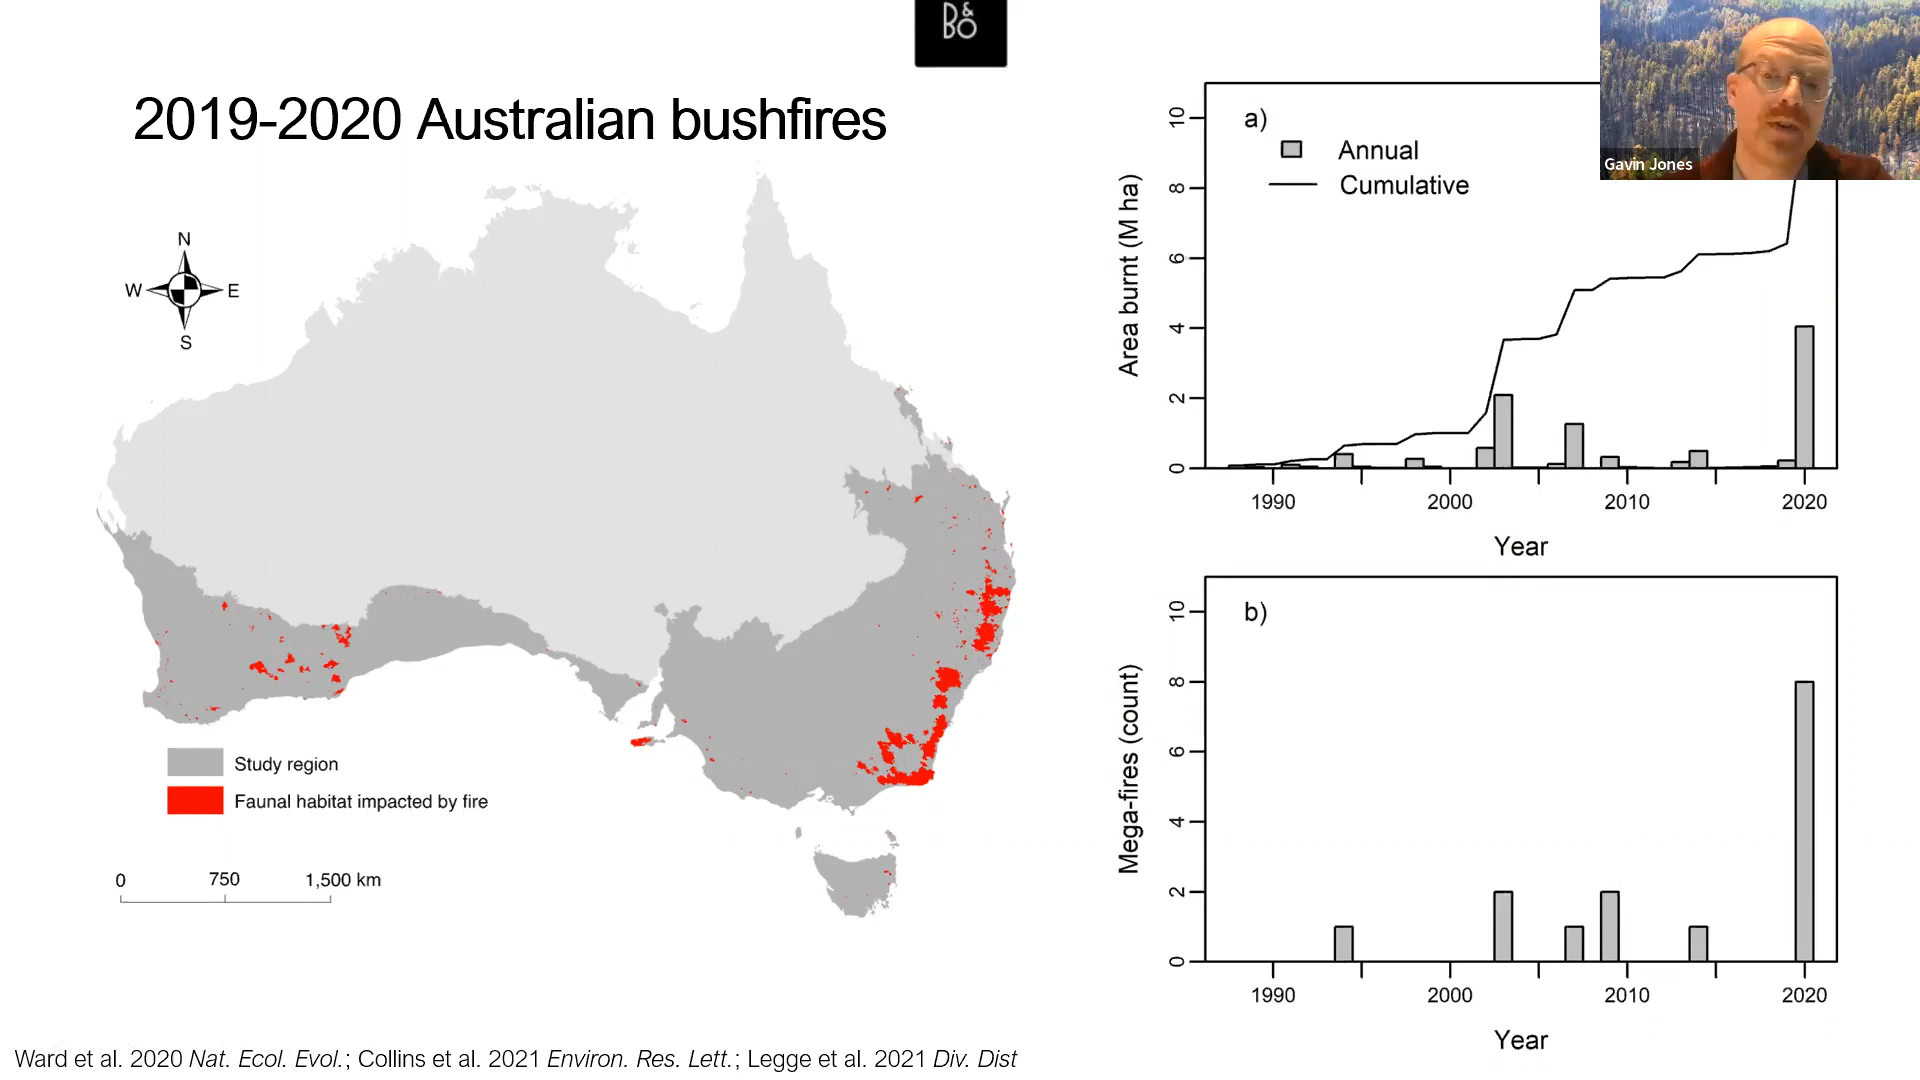 B&O
2019-2020 Australian bushfires
N
W E
S
Study region
Faunal habitat impacted by fire
0 750 1,500 km
a)
Annual
Cumulative
Area burnt (M ha)
10
8
6
4
2
0
1990 2000 2010 2020
Year
b)
Mega-fires (count)
10
8
6
4
2
0
1990 2000 2010 2020
Year
Gavin Jones
Ward et al. 2020 Nat. Ecol. Evol.; Collins et al. 2021 Environ. Res. Lett.; Legge et al. 2021 Div. Dist